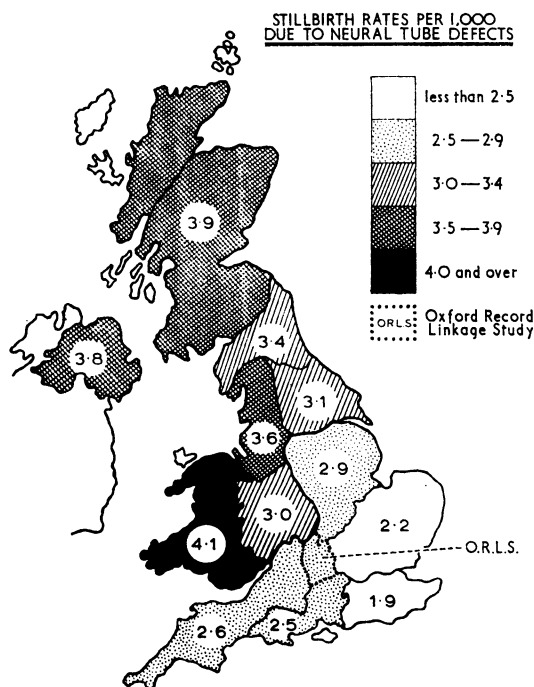 STILLBIRTH RATES PER 1,000
DUE TO NEURAL TUBE DEFECTS
less than 2·5
2·5—2·9
3·0—3·4
3·5—3·9
4·0 and over
O.R.L.S. Oxford Record
Linkage Study
3·9
3·4
3·8
3·1
3·6
2·9
3·0
2·2
4·1
O.R.L.S.
1·9
2·6
2·5